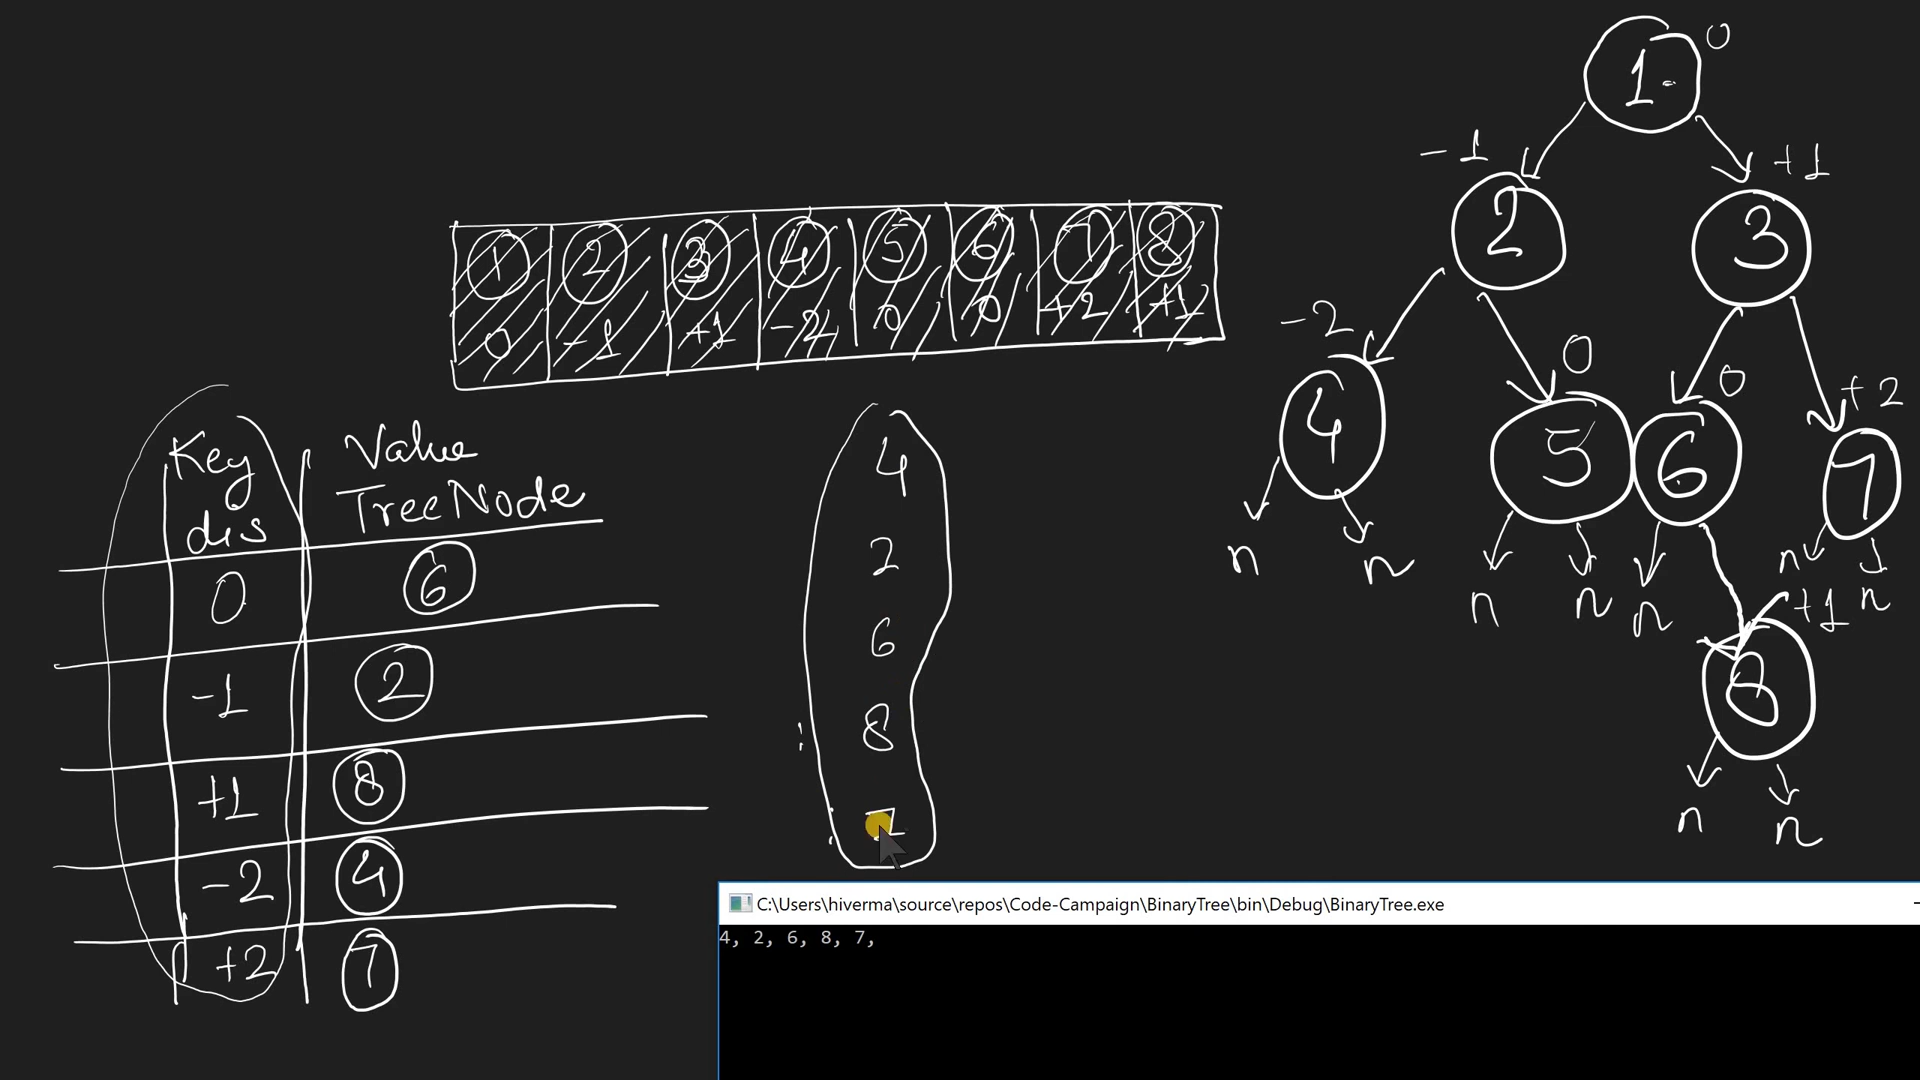 1 0
-1 +1
2 3
1 2 3 4 5 6 7 8
0 -1 +1 -2 0 0 +2 +1
-2 0 0 +2
4 5 6 7
n n n n n n n
+1
8
n n
Key Value
dis TreeNode
0 6
-1 2
+1 8
-2 4
+2 7
4
2
6
8
7
C:\Users\hiverma\source\repos\Code-Campaign\BinaryTree\bin\Debug\BinaryTree.exe
4, 2, 6, 8, 7,